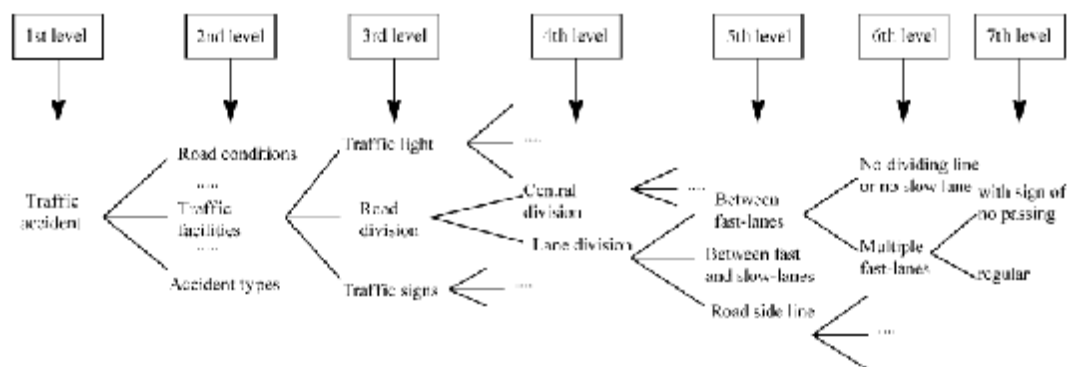 1st level
2nd level
3rd level
4th level
5th level
6th level
7th level
Traffic
accident
Road conditions
.....
Traffic
facilities
.....
Accident types
Traffic light
Road
division
Traffic signs
....
Central
division
Lane division
....
....
Between
fast-lanes
Between fast
and slow-lanes
Road side line
No dividing line
or no slow lane
Multiple
fast-lanes
....
with sign of
no passing
regular